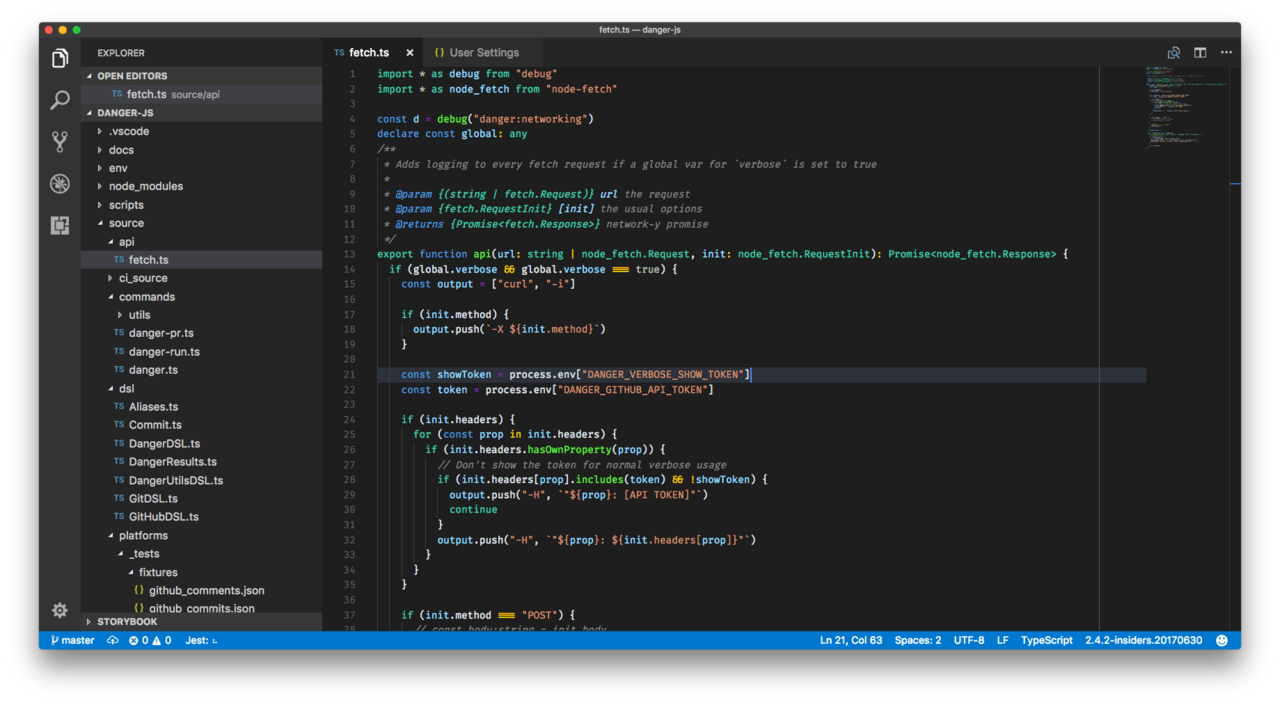 fetch.ts — danger-js
EXPLORER
OPEN EDITORS
TS fetch.ts source/api
DANGER-JS
.vscode
docs
env
node_modules
scripts
source
api
TS fetch.ts
ci_source
commands
utils
TS danger-pr.ts
TS danger-run.ts
TS danger.ts
dsl
TS Aliases.ts
TS Commit.ts
TS DangerDSL.ts
TS DangerResults.ts
TS DangerUtilsDSL.ts
TS GitDSL.ts
TS GitHubDSL.ts
platforms
_tests
fixtures
{} github_comments.json
{} github_commits.json
STORYBOOK
TS fetch.ts × {} User Settings
1 import * as debug from "debug"
2 import * as node_fetch from "node-fetch"
3
4 const d = debug("danger:networking")
5 declare const global: any
6 /**
7 * Adds logging to every fetch request if a global var for `verbose` is set to true
8 *
9 * @param {(string | fetch.Request)} url the request
10 * @param {fetch.RequestInit} [init] the usual options
11 * @returns {Promise<fetch.Response>} network-y promise
12 */
13 export function api(url: string | node_fetch.Request, init: node_fetch.RequestInit): Promise<node_fetch.Response> {
14 if (global.verbose && global.verbose === true) {
15 const output = ["curl", "-i"]
16
17 if (init.method) {
18 output.push(`-X ${init.method}`)
19 }
20
21 const showToken = process.env["DANGER_VERBOSE_SHOW_TOKEN"]
22 const token = process.env["DANGER_GITHUB_API_TOKEN"]
23
24 if (init.headers) {
25 for (const prop in init.headers) {
26 if (init.headers.hasOwnProperty(prop)) {
27 // Don't show the token for normal verbose usage
28 if (init.headers[prop].includes(token) && !showToken) {
29 output.push("-H", `"${prop}: [API TOKEN]"`)
30 continue
31 }
32 output.push("-H", `"${prop}: ${init.headers[prop]}"`)
33 }
34 }
35 }
36
37 if (init.method === "POST") {
38 // const body:string = init.body
master 0 0 Jest: :. Ln 21, Col 63 Spaces: 2 UTF-8 LF TypeScript 2.4.2-insiders.20170630